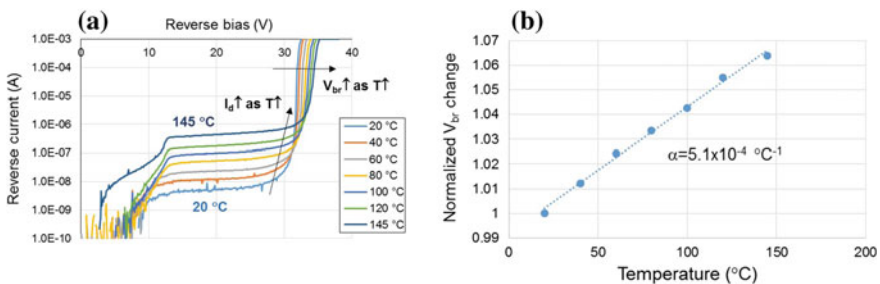 (a)
Reverse bias (V)
0 10 20 30 40
1.0E-03
1.0E-04
1.0E-05
1.0E-06
1.0E-07
1.0E-08
1.0E-09
1.0E-10
Reverse current (A)
Vbr↑ as T↑
Id↑ as T↑
145 °C
20 °C
20 °C
40 °C
60 °C
80 °C
100 °C
120 °C
145 °C
(b)
1.07
1.06
1.05
1.04
1.03
1.02
1.01
1
0.99
Normalized Vbr change
α=5.1x10-4 oC-1
0 50 100 150 200
Temperature (oC)